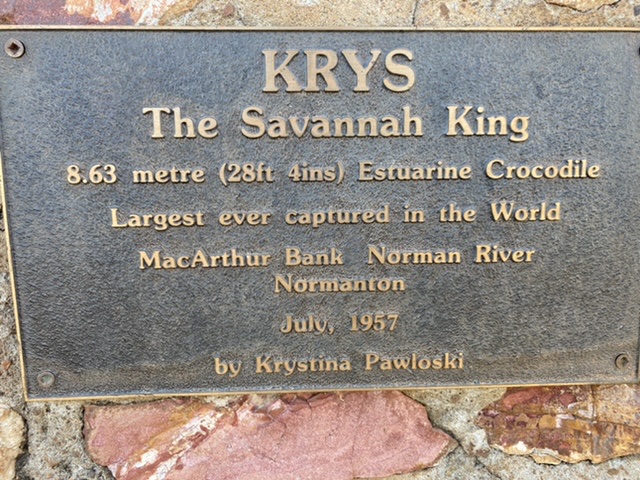 KRYS
The Savannah King
8.63 metre (28ft 4ins) Estuarine Crocodile
Largest ever captured in the World
MacArthur Bank Norman River
Normanton
July, 1957
by Krystina Pawloski